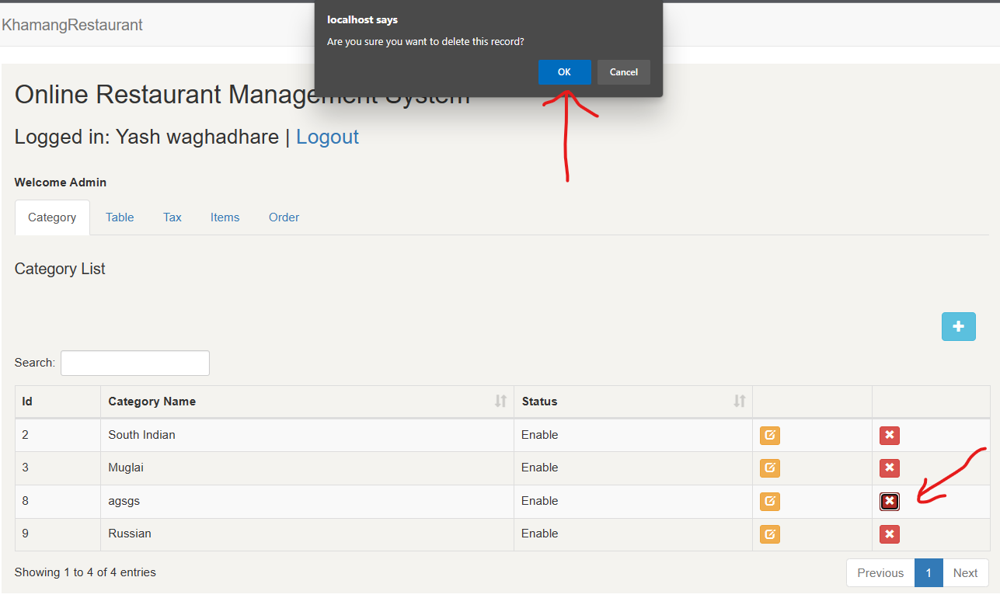 KhamangRestaurant
localhost says
Are you sure you want to delete this record?
OK Cancel
Online Restaurant Management System
Logged in: Yash waghadhare | Logout
Welcome Admin
Category Table Tax Items Order
Category List
Search:
Id Category Name Status
2 South Indian Enable
3 Muglai Enable
8 agsgs Enable
9 Russian Enable
Showing 1 to 4 of 4 entries
Previous 1 Next